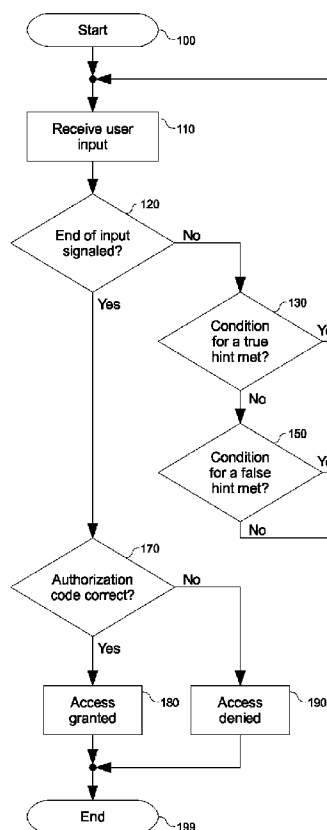 Start
100
Receive user
input
110
120
End of input
signaled?
No
Yes
130
Condition
for a true
hint met?
No
150
Condition
for a false
hint met?
No
170
Authorization
code correct?
No
Yes
Access
granted
180
Access
denied
190
End
199